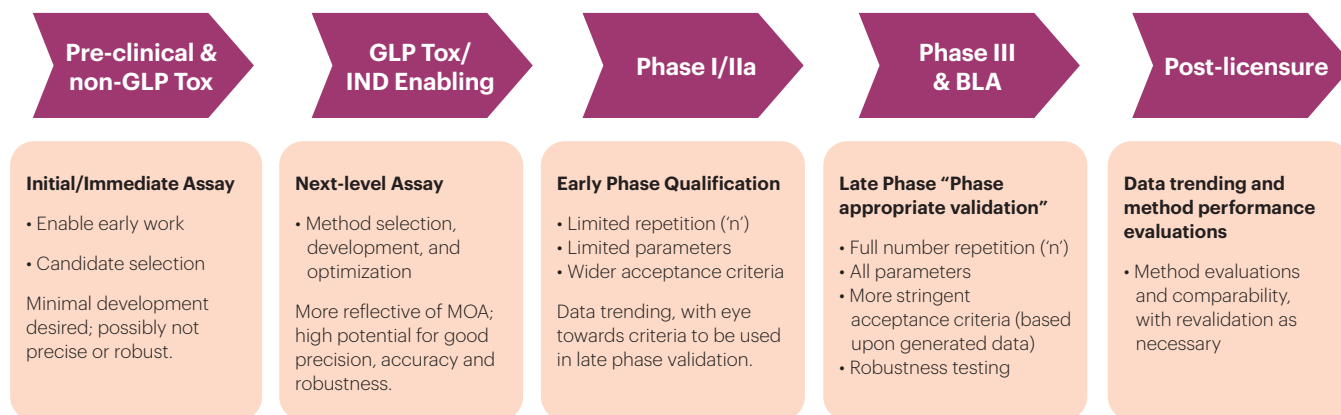 Pre-clinical &
non-GLP Tox
GLP Tox/
IND Enabling
Phase I/IIa
Phase III
& BLA
Post-licensure
Initial/Immediate Assay
• Enable early work
• Candidate selection
Minimal development
desired; possibly not
precise or robust.
Next-level Assay
• Method selection,
development, and
optimization
More reflective of MOA;
high potential for good
precision, accuracy and
robustness.
Early Phase Qualification
• Limited repetition (‘n’)
• Limited parameters
• Wider acceptance criteria
Data trending, with eye
towards criteria to be used
in late phase validation.
Late Phase “Phase
appropriate validation”
• Full number repetition (‘n’)
• All parameters
• More stringent
acceptance criteria (based
upon generated data)
• Robustness testing
Data trending and
method performance
evaluations
• Method evaluations
and comparability,
with revalidation as
necessary